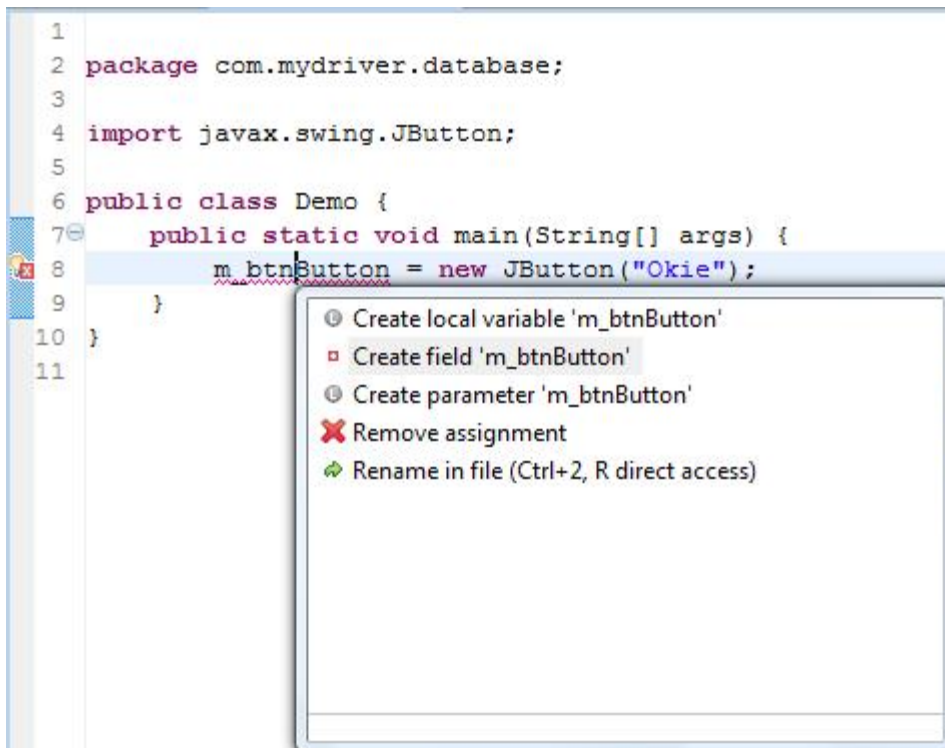 1
2 package com.mydriver.database;
3
4 import javax.swing.JButton;
5
6 public class Demo {
7 public static void main(String[] args) {
8 m_btnButton = new JButton("Okie");
9 }
10 }
11
Create local variable 'm_btnButton'
Create field 'm_btnButton'
Create parameter 'm_btnButton'
Remove assignment
Rename in file (Ctrl+2, R direct access)